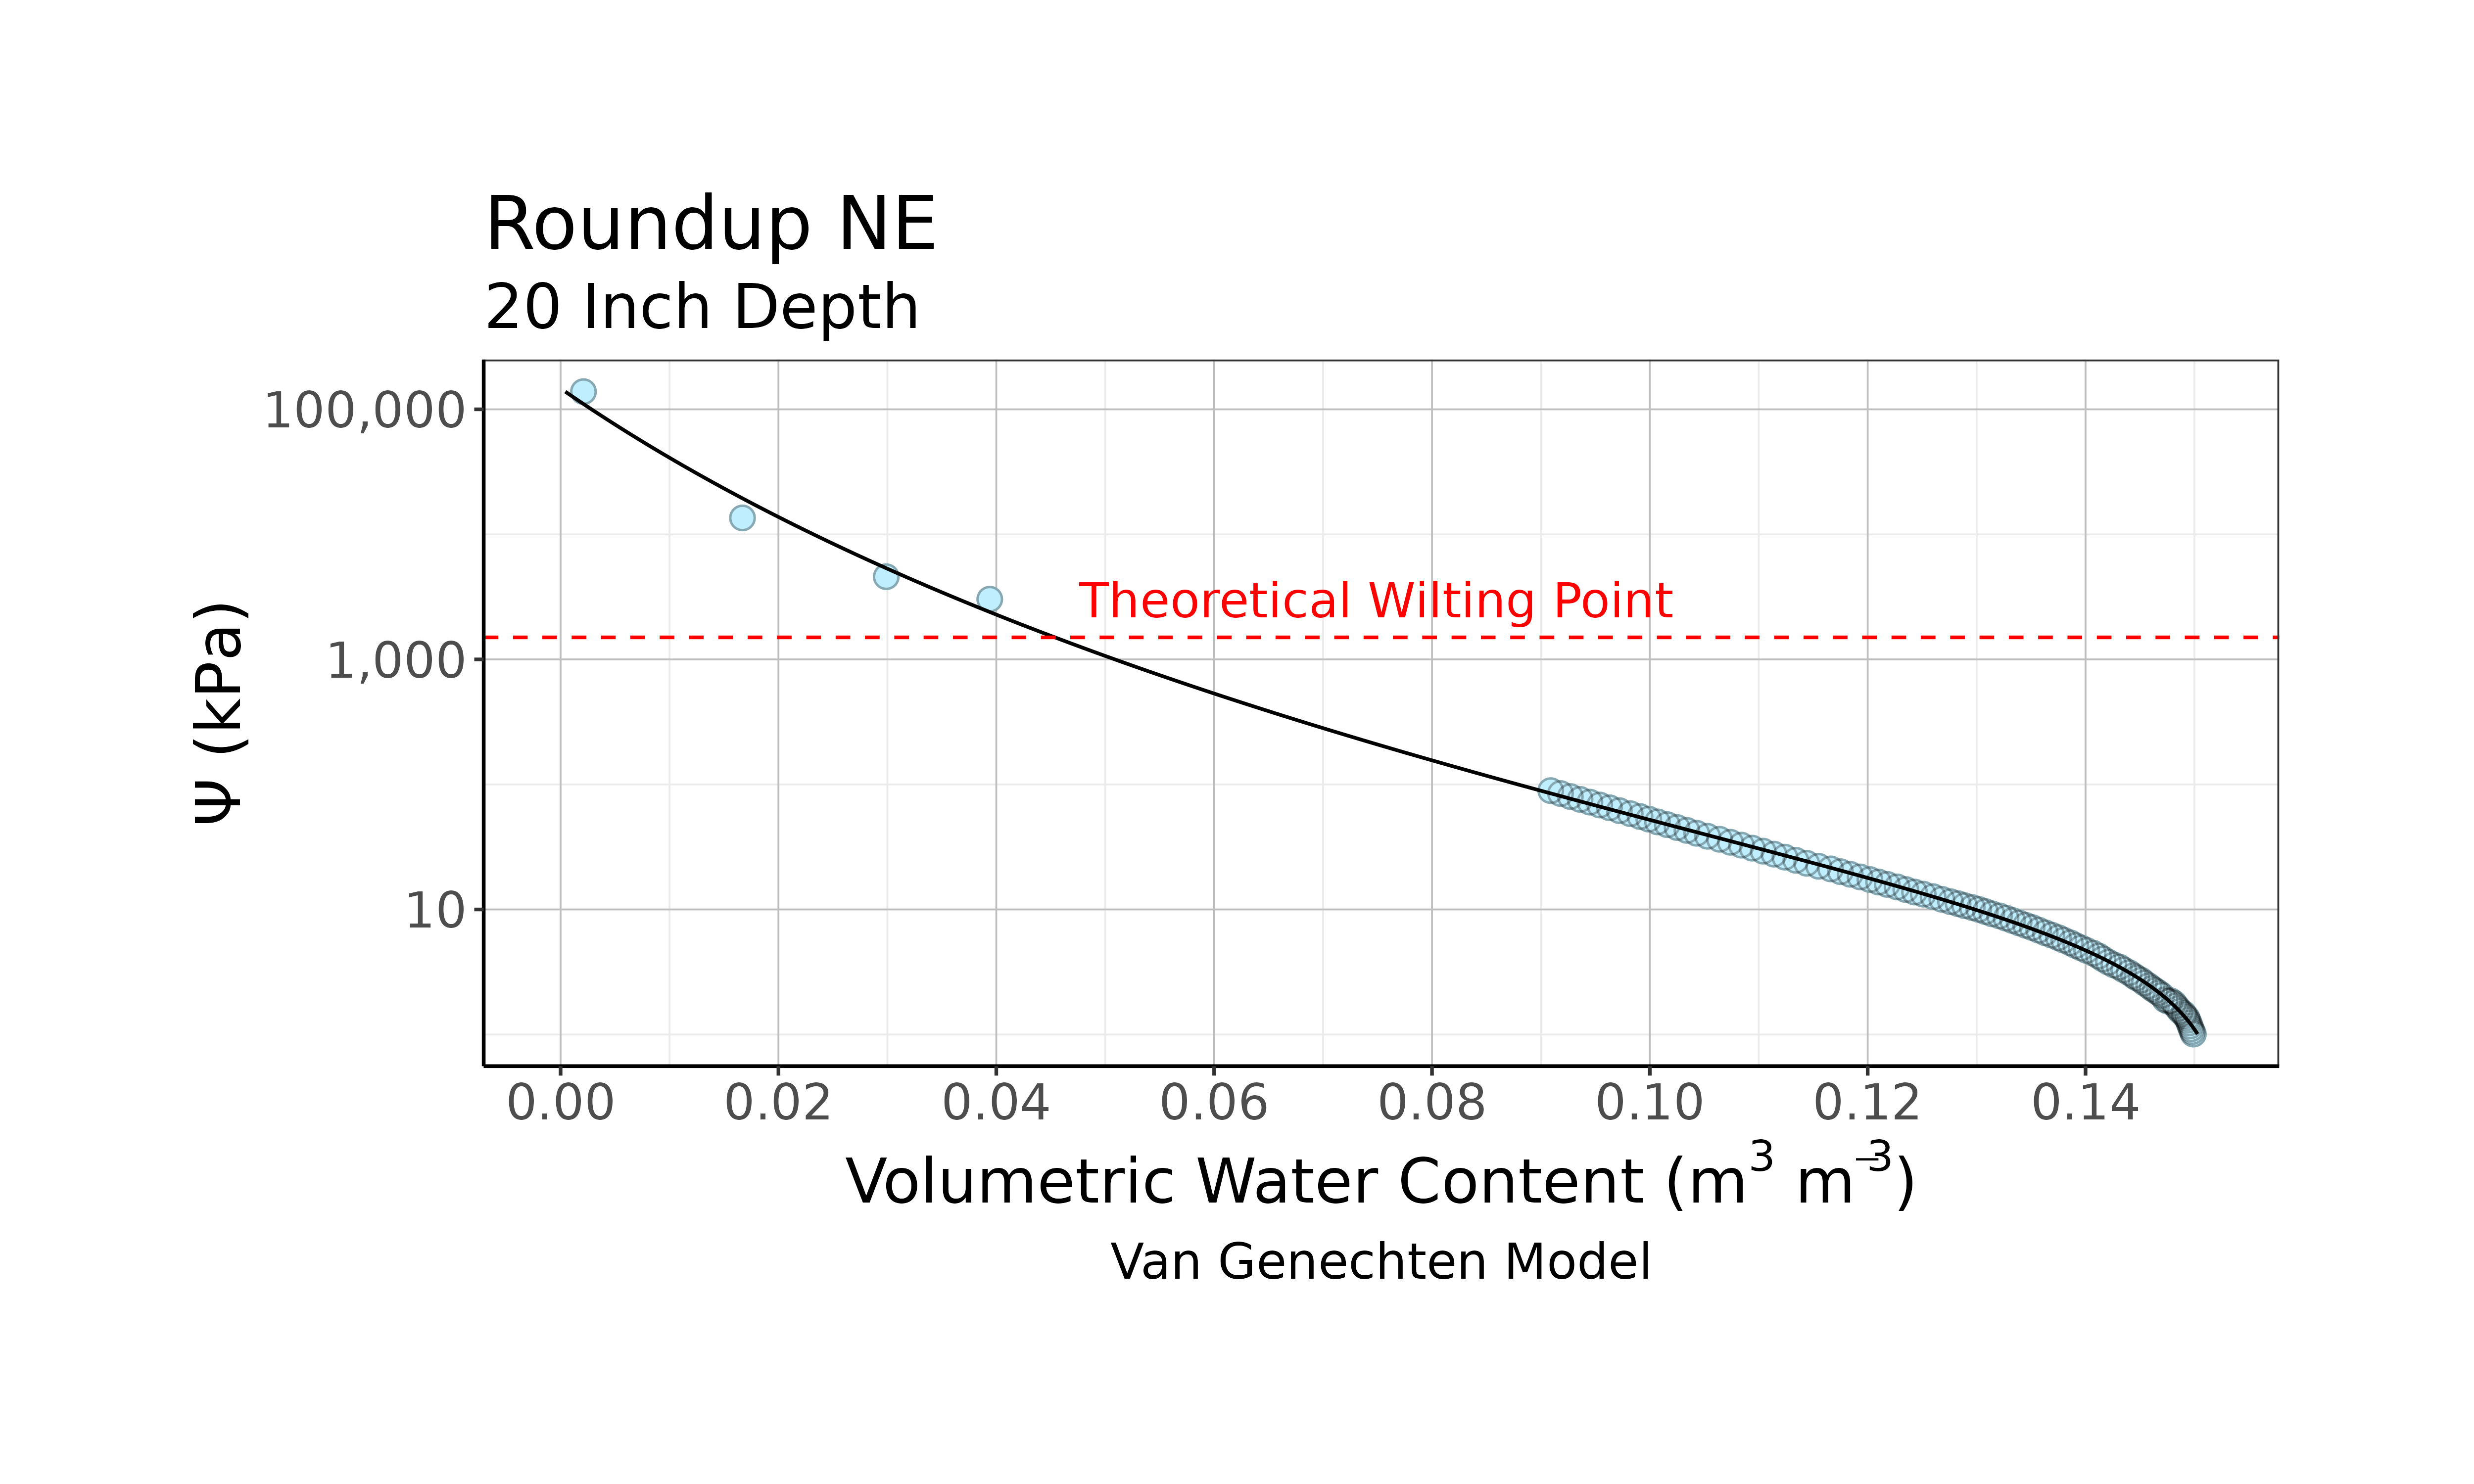 Roundup NE
20 Inch Depth
100,000
1,000
10
Ψ (kPa)
Theoretical Wilting Point
0.00 0.02 0.04 0.06 0.08 0.10 0.12 0.14
Volumetric Water Content (m³ m⁻³)
Van Genechten Model